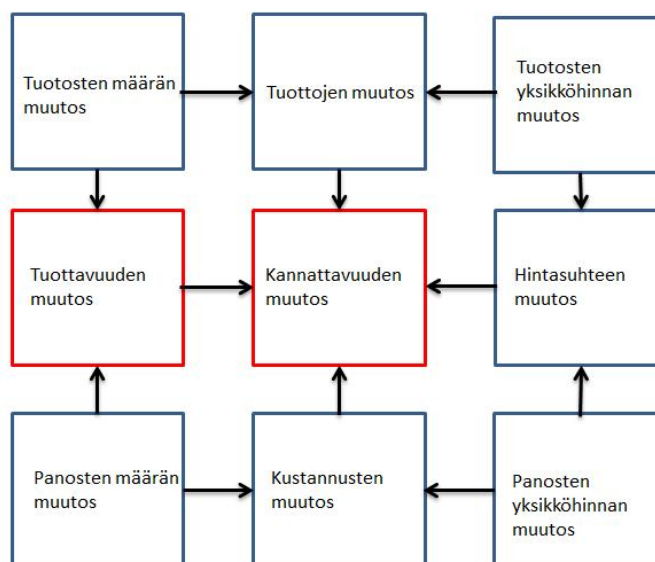 Tuotosten määrän
muutos
Tuottojen muutos
Tuotosten
yksikköhinnan
muutos
Tuottavuuden
muutos
Kannattavuuden
muutos
Hintasuhteen
muutos
Panosten määrän
muutos
Kustannusten
muutos
Panosten
yksikköhinnan
muutos